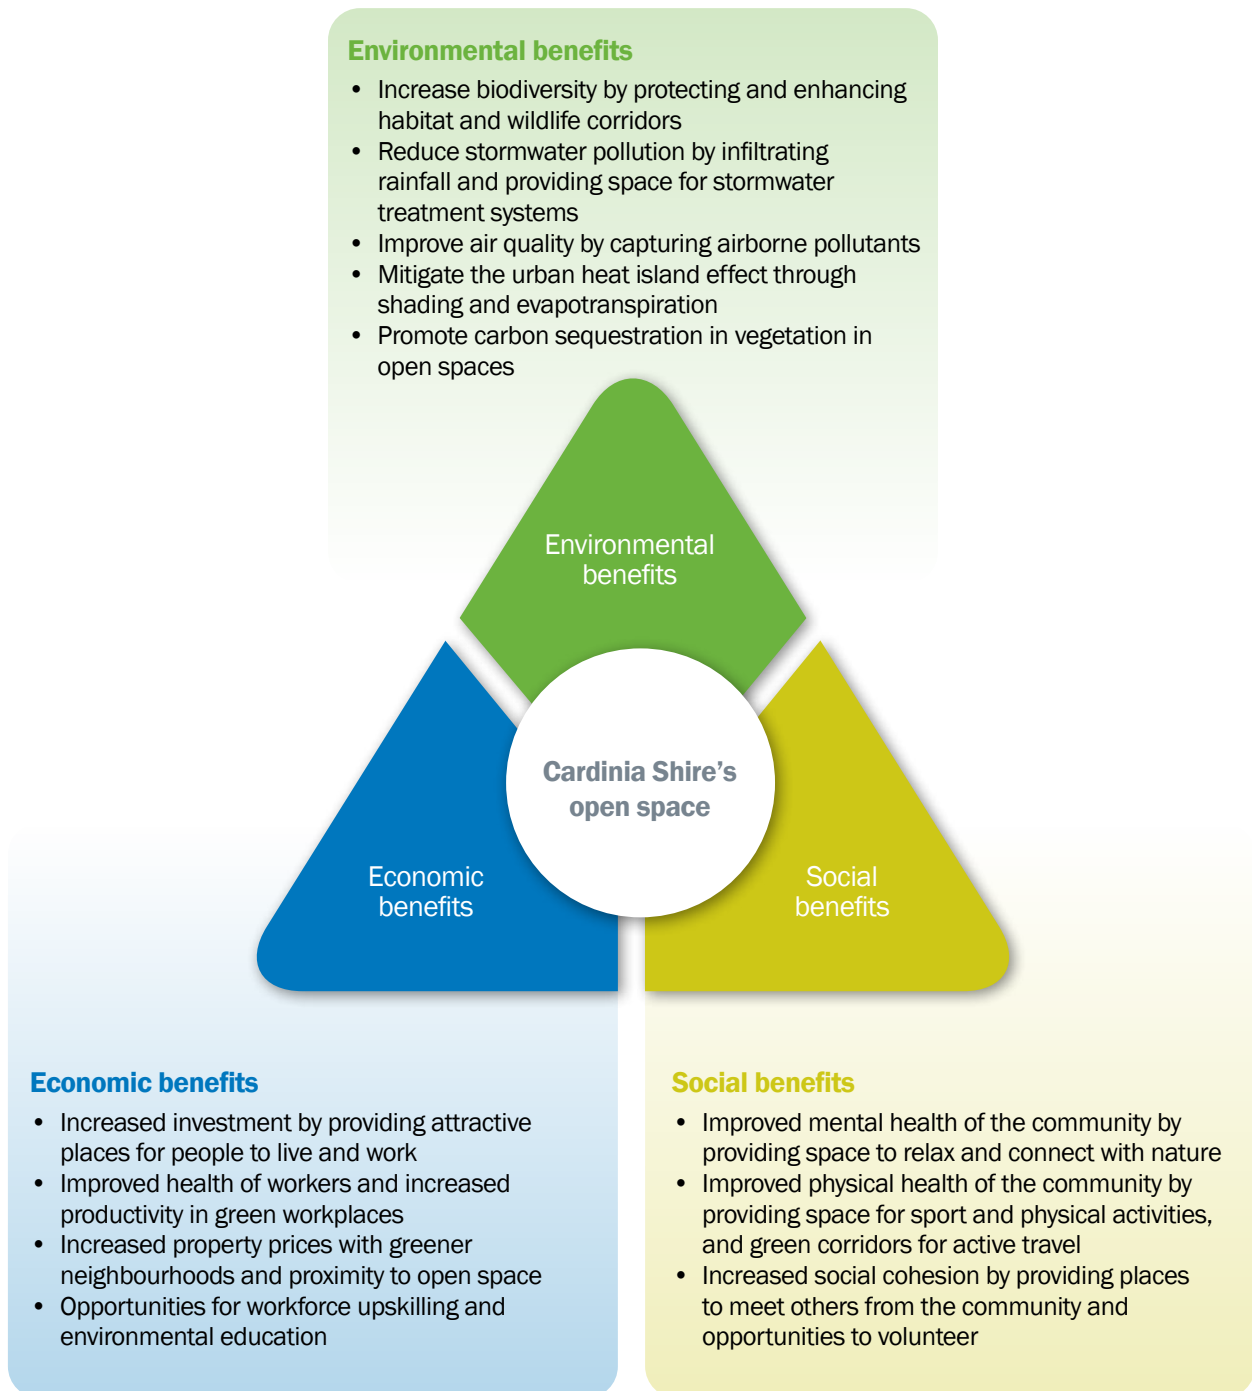 Environmental benefits
• Increase biodiversity by protecting and enhancing
habitat and wildlife corridors
• Reduce stormwater pollution by infiltrating
rainfall and providing space for stormwater
treatment systems
• Improve air quality by capturing airborne pollutants
• Mitigate the urban heat island effect through
shading and evapotranspiration
• Promote carbon sequestration in vegetation in
open spaces
Environmental
benefits
Cardinia Shire’s
open space
Economic
benefits
Social
benefits
Economic benefits
• Increased investment by providing attractive
places for people to live and work
• Improved health of workers and increased
productivity in green workplaces
• Increased property prices with greener
neighbourhoods and proximity to open space
• Opportunities for workforce upskilling and
environmental education
Social benefits
• Improved mental health of the community by
providing space to relax and connect with nature
• Improved physical health of the community by
providing space for sport and physical activities,
and green corridors for active travel
• Increased social cohesion by providing places
to meet others from the community and
opportunities to volunteer